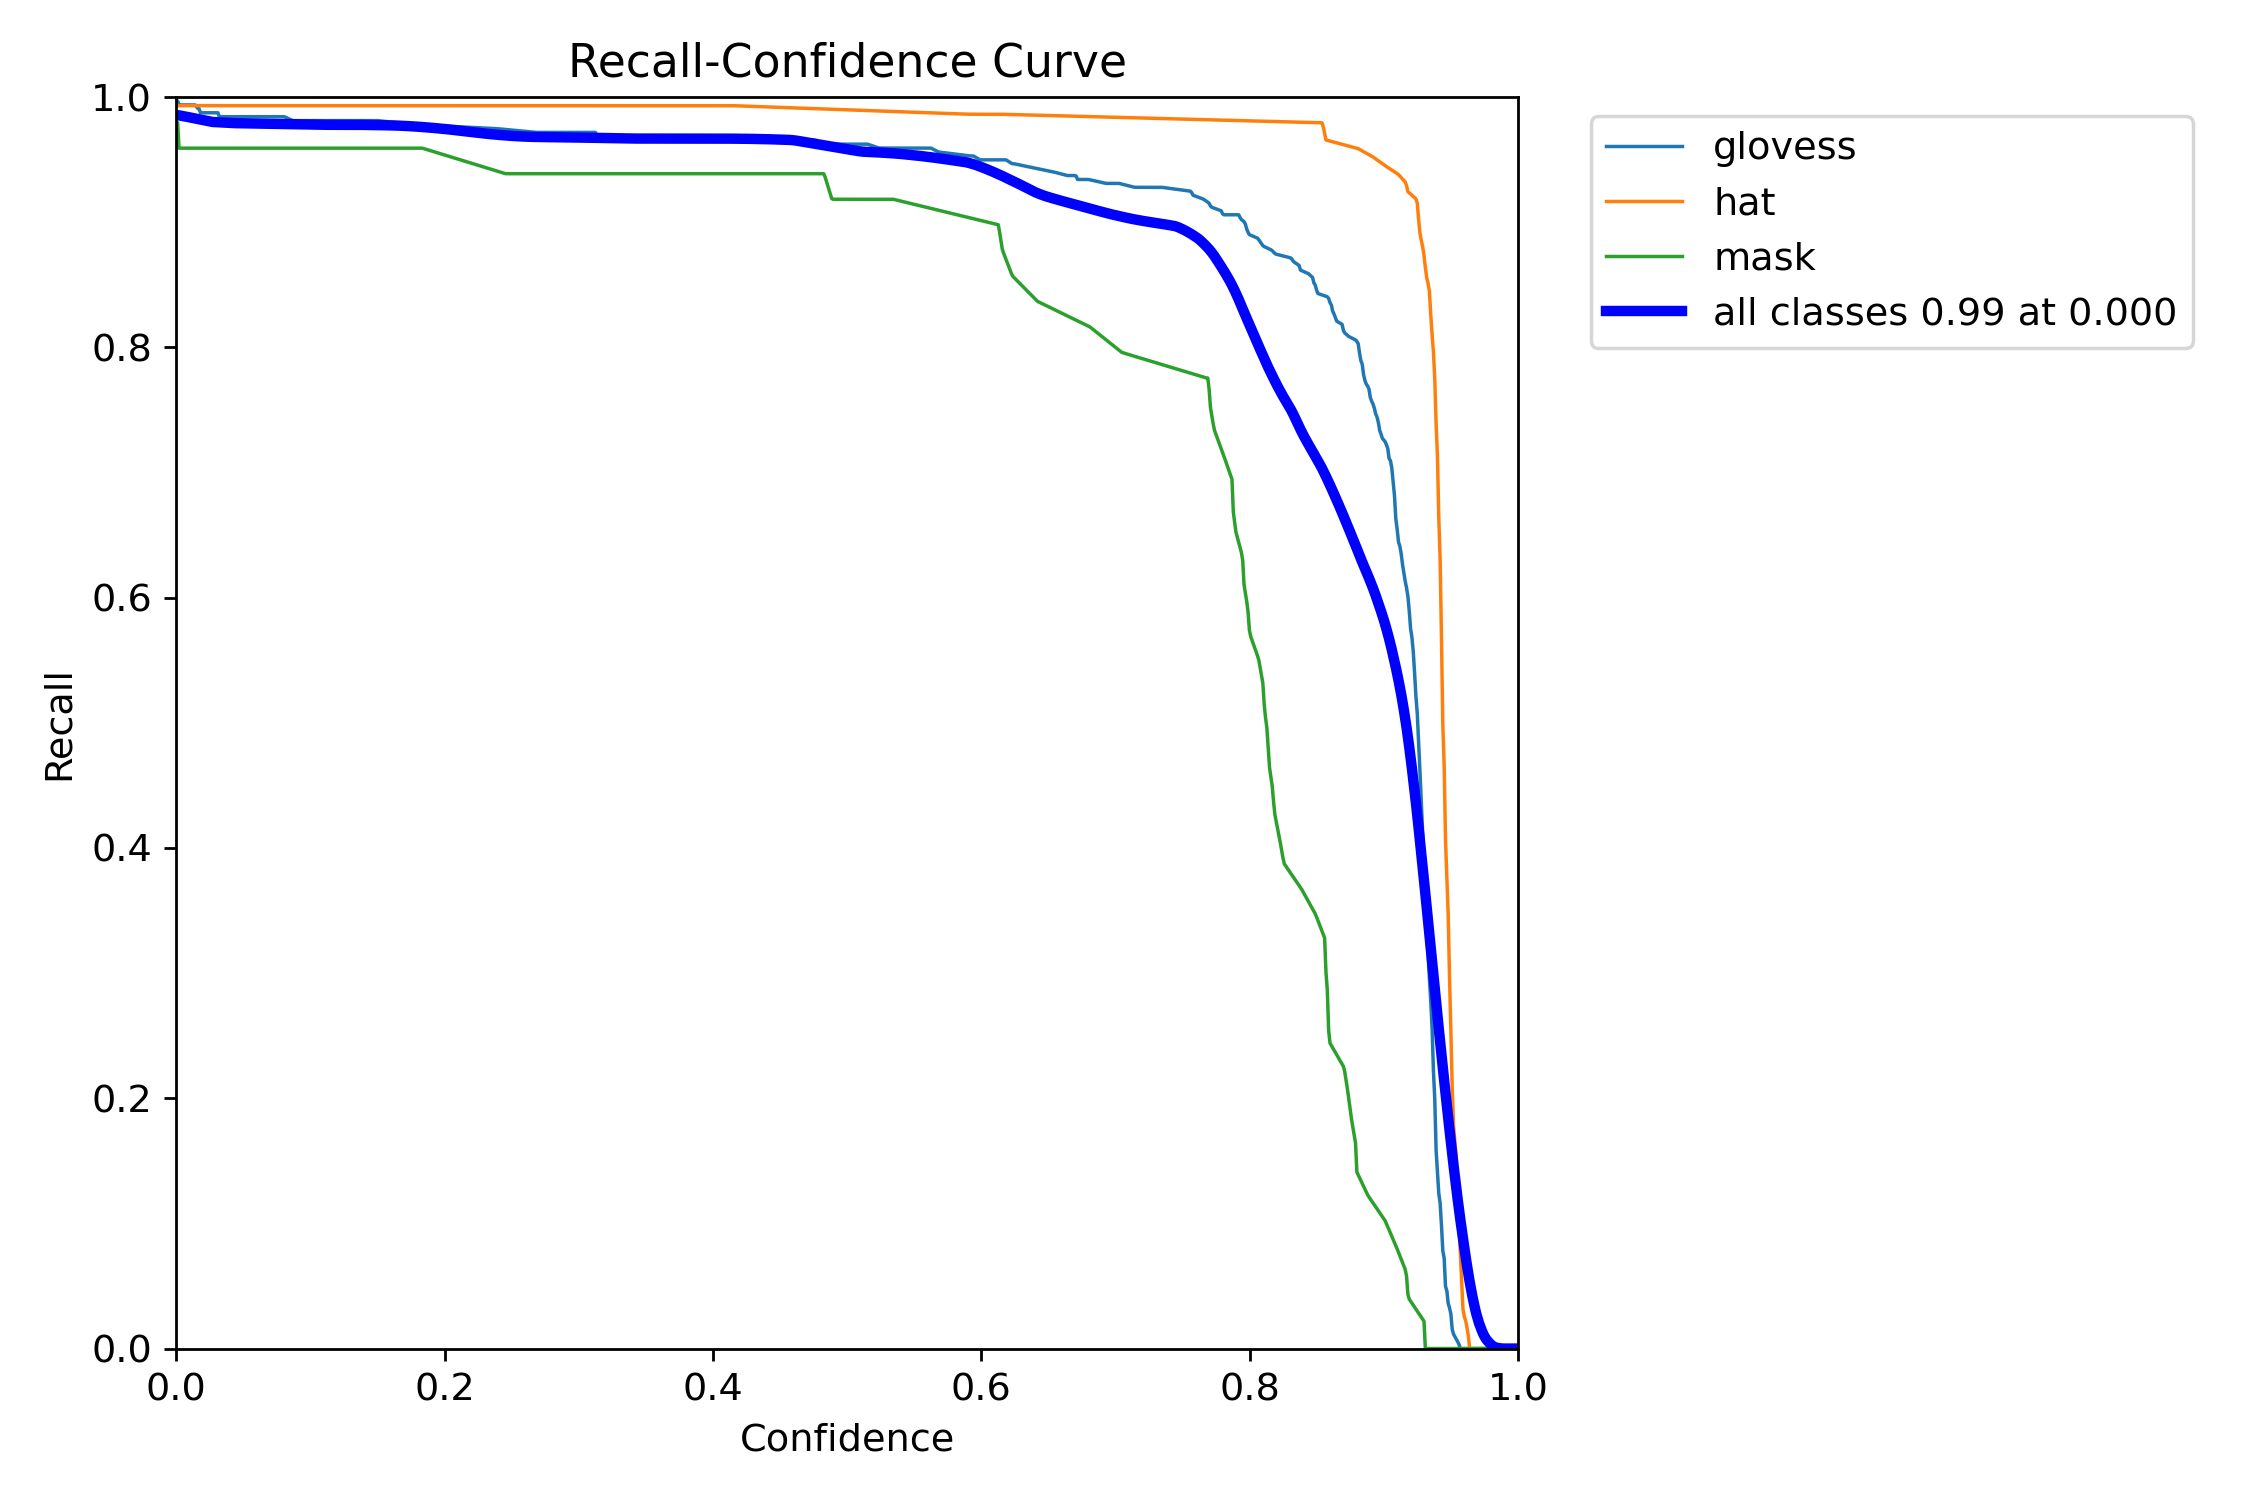 Recall-Confidence Curve
1.0
0.8
0.6
0.4
0.2
0.0
Recall
0.0 0.2 0.4 0.6 0.8 1.0
Confidence
glovess
hat
mask
all classes 0.99 at 0.000